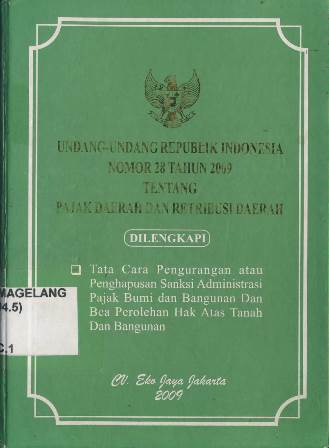 UNDANG-UNDANG REPUBLIK INDONESIA
NOMOR 28 TAHUN 2009
TENTANG
PAJAK DAERAH DAN RETRIBUSI DAERAH
DILENGKAPI
Tata Cara Pengurangan atau
Penghapusan Sanksi Administrasi
Pajak Bumi dan Bangunan Dan
Bea Perolehan Hak Atas Tanah
Dan Bangunan
MAGELANG
04.5)
C.1
CV. Eko Jaya Jakarta
2009